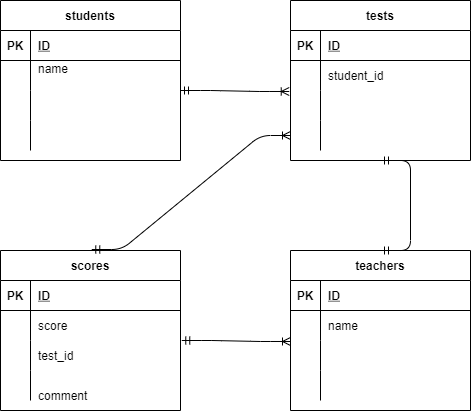 students
PK ID
name
tests
PK ID
student_id
scores
PK ID
score
test_id
comment
teachers
PK ID
name